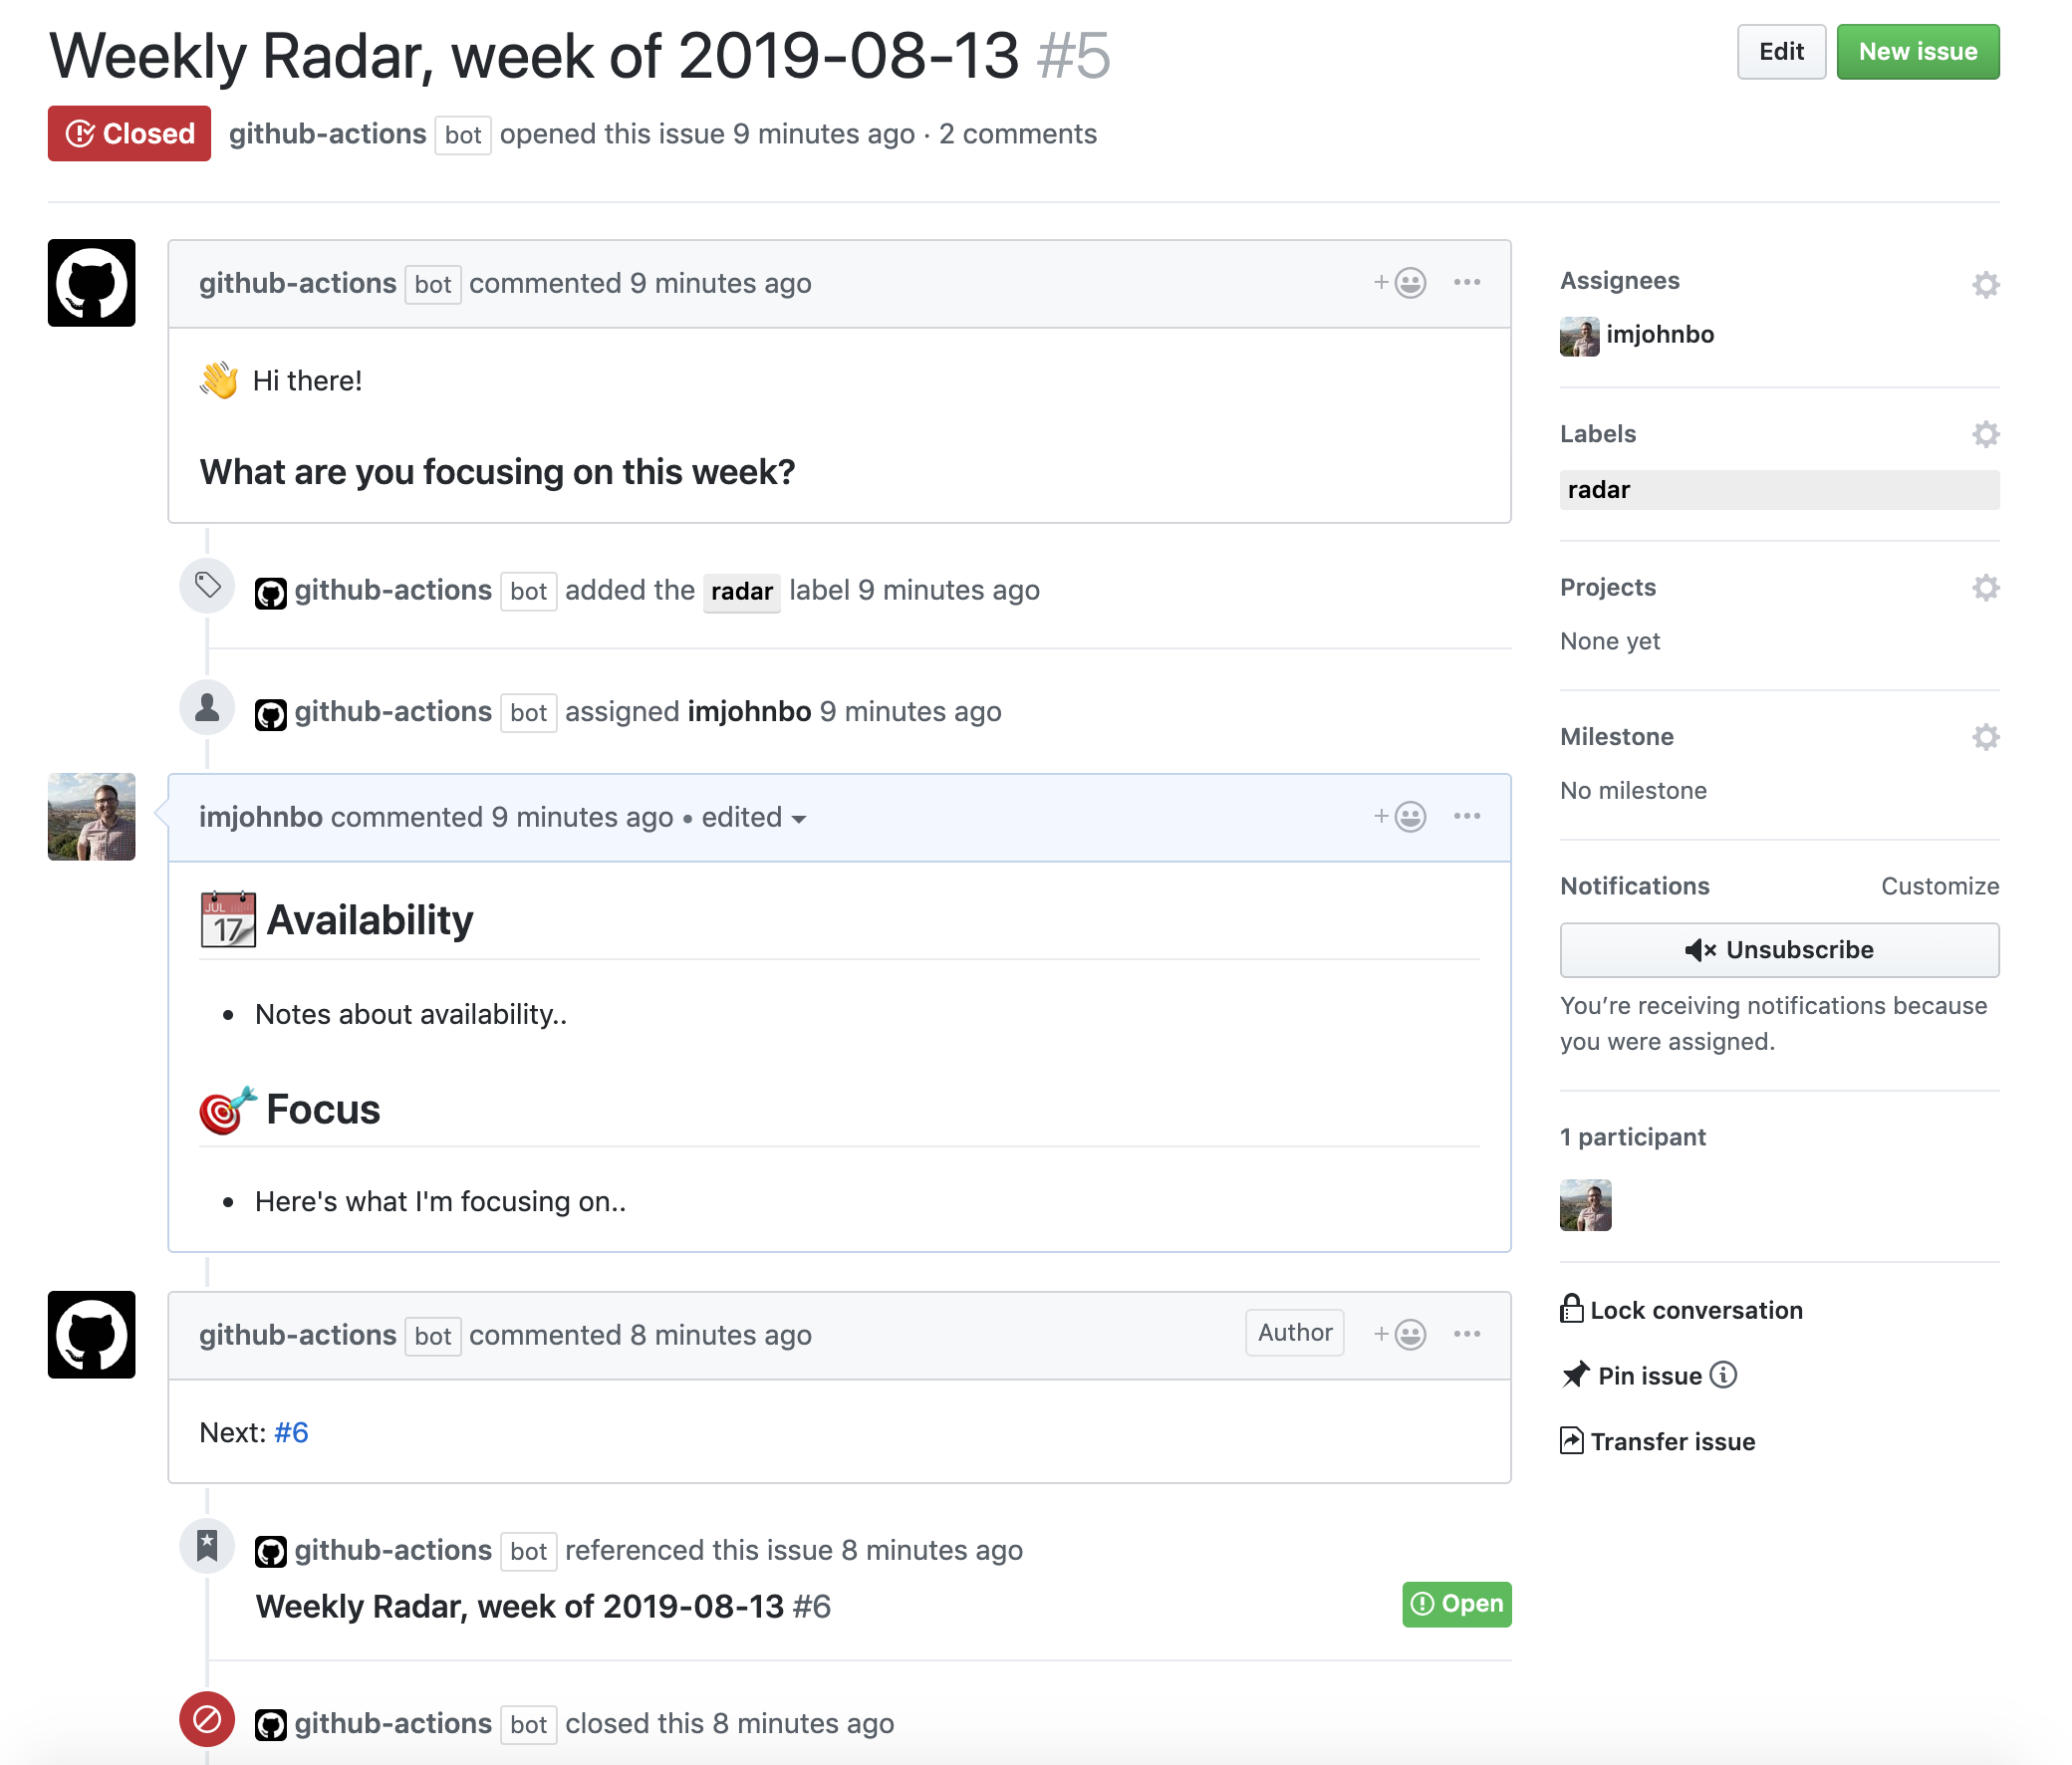 Weekly Radar, week of 2019-08-13 #5
Edit
New issue
Closed
github-actions bot opened this issue 9 minutes ago · 2 comments
github-actions bot commented 9 minutes ago
👋 Hi there!
What are you focusing on this week?
github-actions bot added the radar label 9 minutes ago
github-actions bot assigned imjohnbo 9 minutes ago
imjohnbo commented 9 minutes ago • edited
JUL
17
Availability
• Notes about availability..
🎯 Focus
• Here's what I'm focusing on..
github-actions bot commented 8 minutes ago
Author
Next: #6
github-actions bot referenced this issue 8 minutes ago
Weekly Radar, week of 2019-08-13 #6
Open
github-actions bot closed this 8 minutes ago
Assignees
imjohnbo
Labels
radar
Projects
None yet
Milestone
No milestone
Notifications
Customize
Unsubscribe
You’re receiving notifications because
you were assigned.
1 participant
Lock conversation
Pin issue
Transfer issue